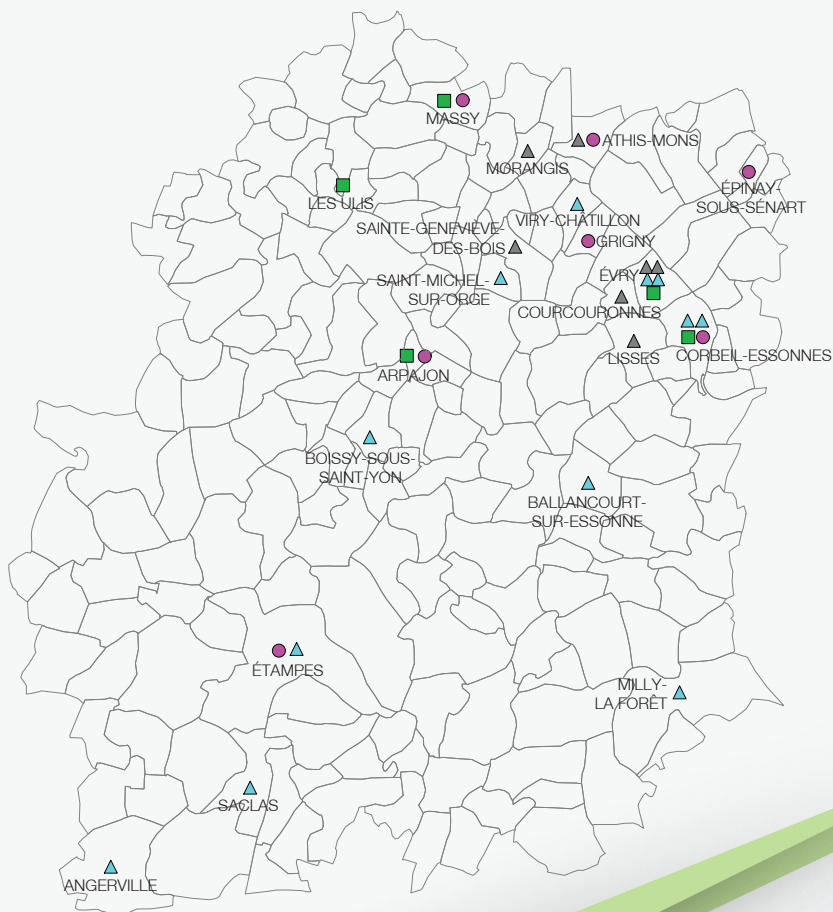 MASSY
ATHIS-MONS
MORANGIS
ÉPINAY-
SOUS-SÉNART
LES ULIS
VIRY-CHÂTILLON
SAINTE-GENEVIÈVE-
DES-BOIS
GRIGNY
SAINT-MICHEL-
SUR-ORGE
ÉVRY
COURCOURONNES
LISSES
CORBEIL-ESSONNES
ARPAJON
BOISSY-SOUS-
SAINT-YON
BALLANCOURT-
SUR-ESSONNE
ÉTAMPES
MILLY-
LA FORÊT
SACLAS
ANGERVILLE